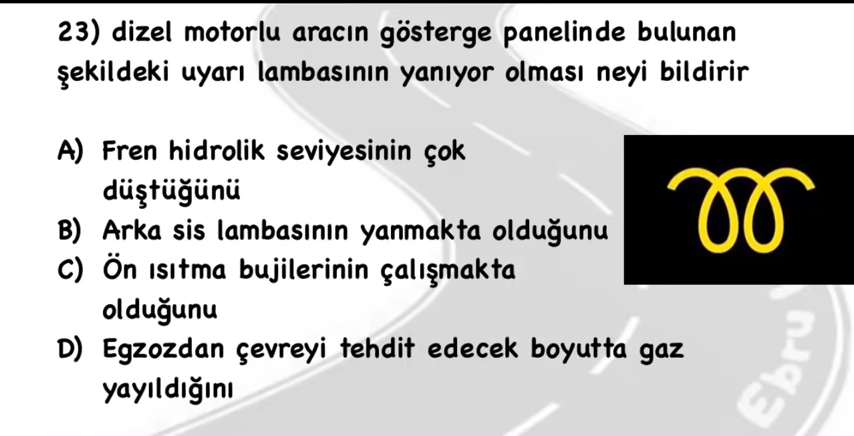 23) dizel motorlu aracın gösterge panelinde bulunan
şekildeki uyarı lambasının yanıyor olması neyi bildirir
A) Fren hidrolik seviyesinin çok
düştüğünü
B) Arka sis lambasının yanmakta olduğunu
C) Ön ısıtma bujilerinin çalışmakta
olduğunu
D) Egzozdan çevreyi tehdit edecek boyutta gaz
yayıldığını
Ebru